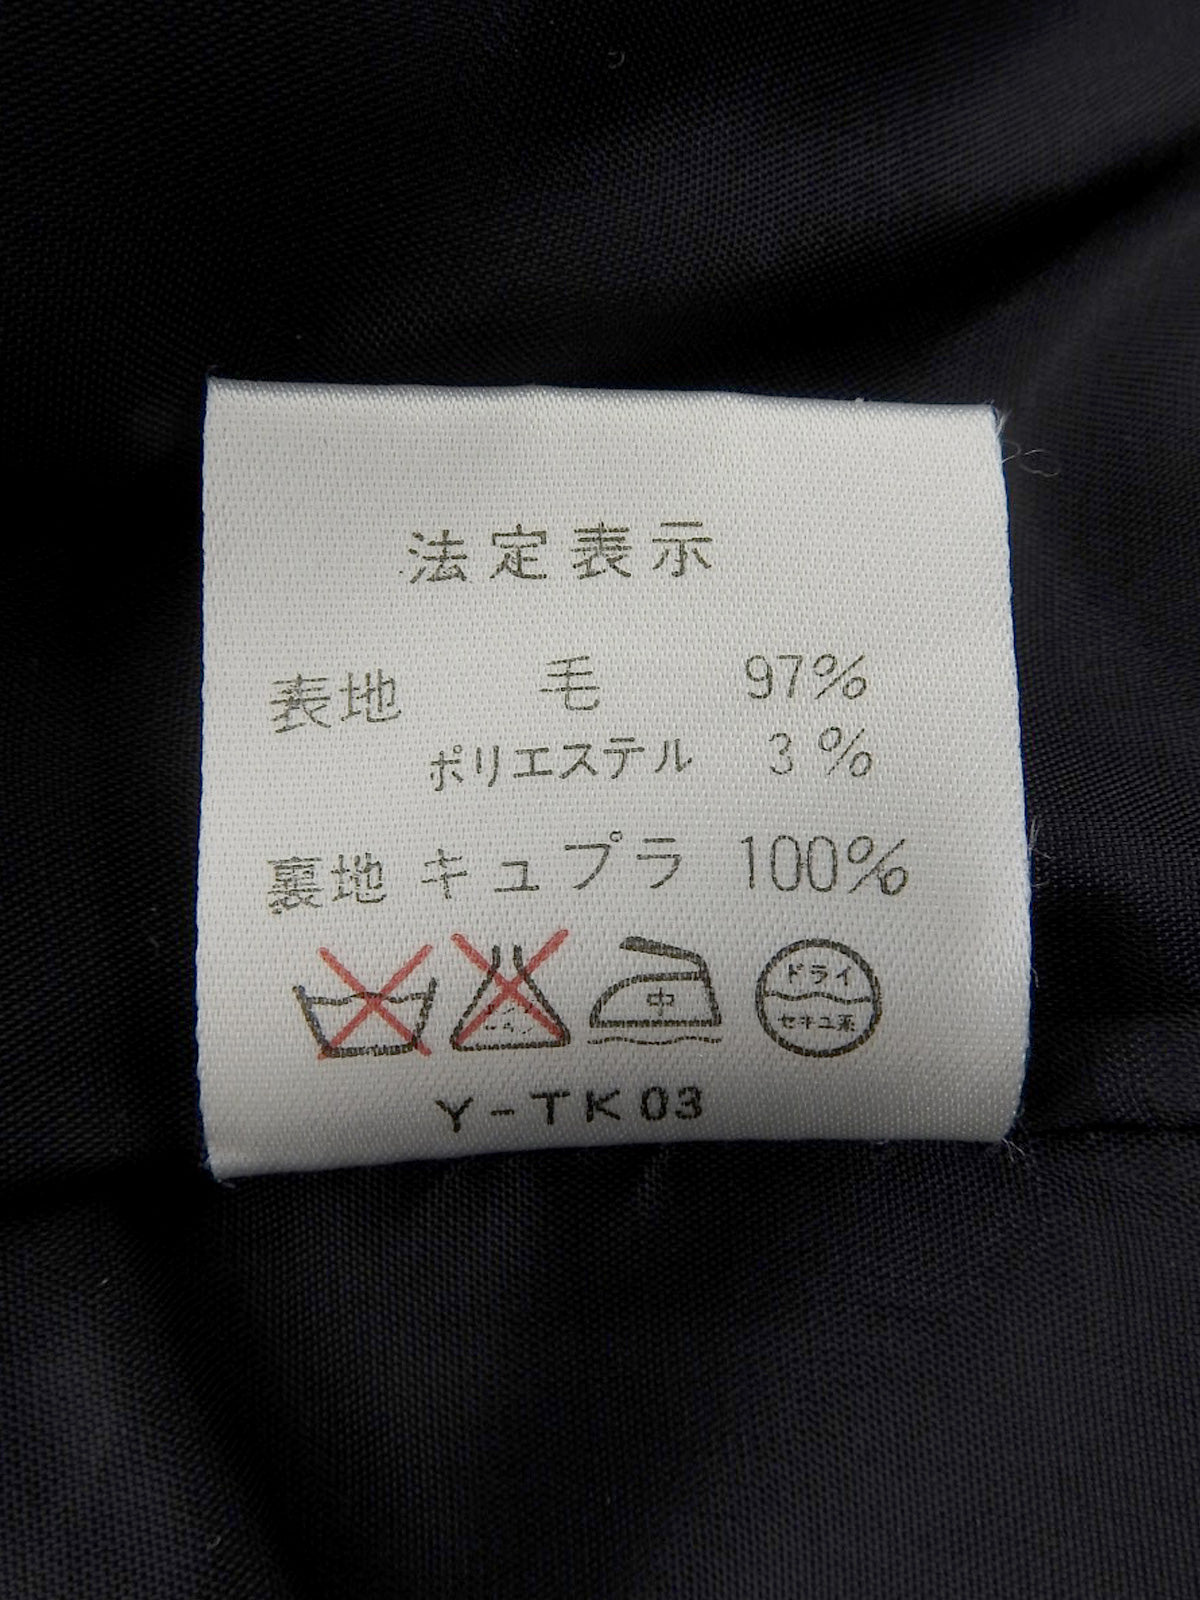 法定表示
表地 毛 97%
ポリエステル 3%
裏地 キュプラ 100%
中 ドライ
セキユ系
Y-TK03